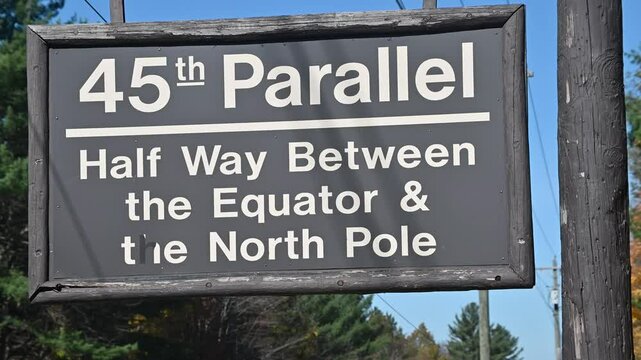 45th Parallel
Half Way Between
the Equator &
the North Pole